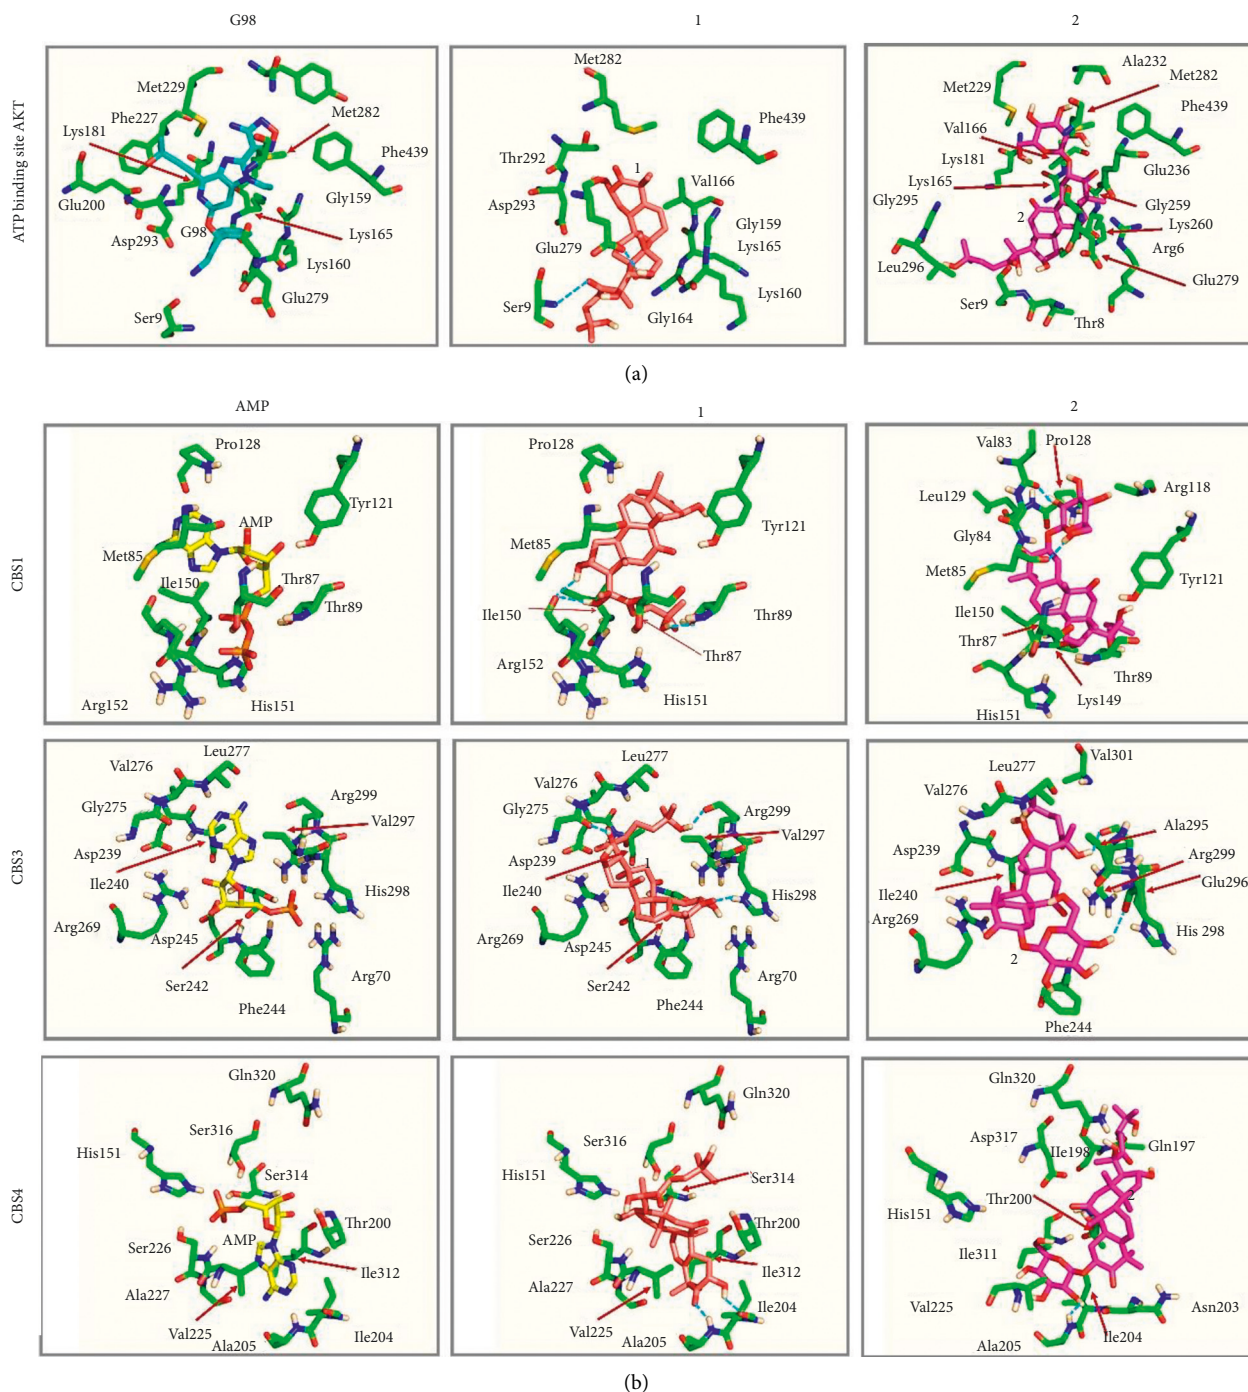 G98 1 2
ATP binding site AKT
Met229
Phe227
Lys181
Glu200
Asp293
G98
Ser9
Met282
Phe439
Gly159
Lys165
Lys160
Glu279
Met282
Phe439
Thr292
1
Val166
Asp293
Gly159
Glu279
Lys165
Ser9
Lys160
Gly164
Ala232
Met229
Met282
Phe439
Val166
Lys181
Glu236
Lys165
Gly295
Gly259
2
Lys260
Arg6
Leu296
Glu279
Ser9
Thr8
(a)
AMP 1 2
CBS1
Pro128
Tyr121
AMP
Met85
Ile150
Thr87
Thr89
Arg152
His151
Pro128
Tyr121
Met85
Ile150
Thr89
Thr87
Arg152
His151
Val83
Pro128
Leu129
Arg118
Gly84
Met85
Tyr121
Ile150
Thr87
Thr89
Lys149
His151
CBS3
Leu277
Val276
Gly275
Arg299
Val297
Asp239
Ile240
His298
Arg269
Asp245
Ser242
Arg70
Phe244
Leu277
Val276
Gly275
Arg299
Val297
Asp239
1
Ile240
His298
Arg269
Asp245
Ser242
Arg70
Phe244
Val301
Leu277
Val276
Ala295
Asp239
Arg299
Ile240
Glu296
Arg269
His 298
2
Phe244
CBS4
Gln320
Ser316
His151
Ser314
Thr200
Ser226
AMP
Ile312
Ala227
Val225
Ala205
Ile204
Gln320
Ser316
His151
Ser314
Thr200
Ser226
Ile312
Ala227
Ile204
Val225
Ala205
Gln320
Asp317
IIe198
Gln197
Thr200
2
His151
Ile311
Val225
Asn203
Ala205
Ile204
(b)